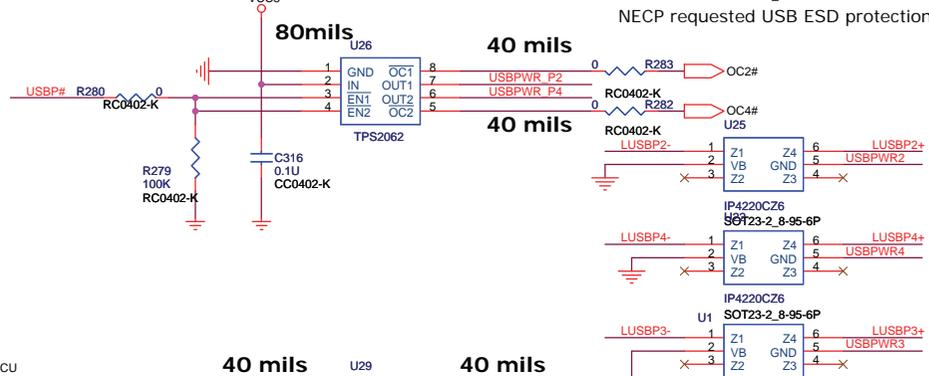 NECP requested USB ESD protection
80mils
U26
40 mils
1 GND OC1 8 0 R283 OC2#
2 IN OUT1 7 USBPWR_P2
USBP# R280 0 3 EN1 OUT2 6 USBPWR_P4
RC0402-K 4 EN2 OC2 5 0 R282 OC4#
RC0402-K
TPS2062
40 mils
RC0402-K
U25
LUSBP2- 1 Z1 Z4 6 LUSBP2+
2 VB GND 5 USBPWR2
3 Z2 Z3 4
R279
100K
RC0402-K
C316
0.1U
CC0402-K
IP4220CZ6
SOT23-2_8-95-6P
LUSBP4- 1 Z1 Z4 6 LUSBP4+
2 VB GND 5 USBPWR4
3 Z2 Z3 4
IP4220CZ6
U1 SOT23-2_8-95-6P
LUSBP3- 1 Z1 Z4 6 LUSBP3+
2 VB GND 5 USBPWR3
3 Z2 Z3 4
CU
40 mils
U29
40 mils